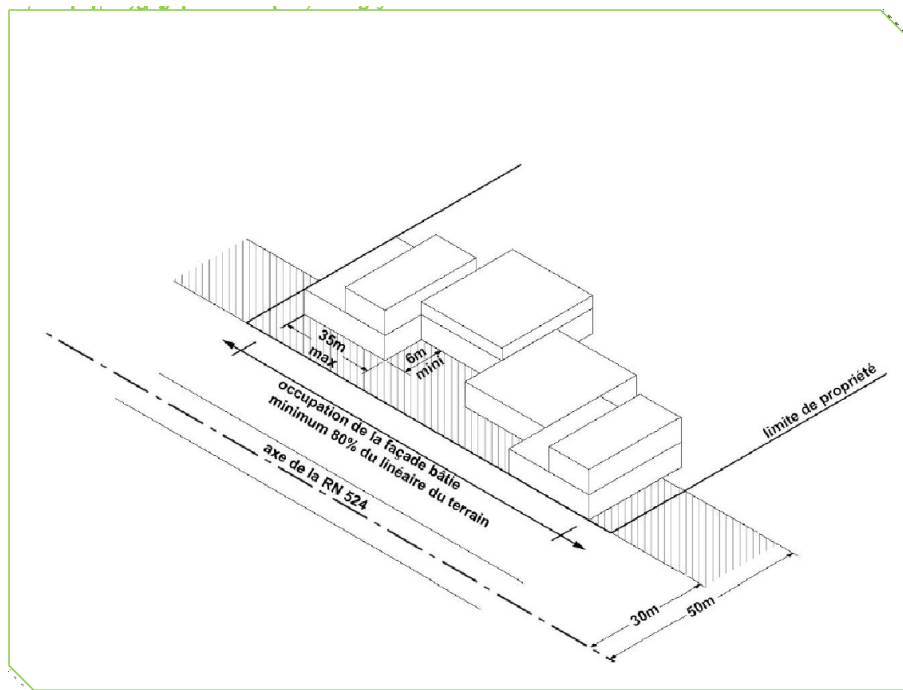 35m
max
6m
mini
occupation de la façade bâtie
minimum 80% du linéaire du terrain
limite de propriété
axe de la RN 524
30m
50m